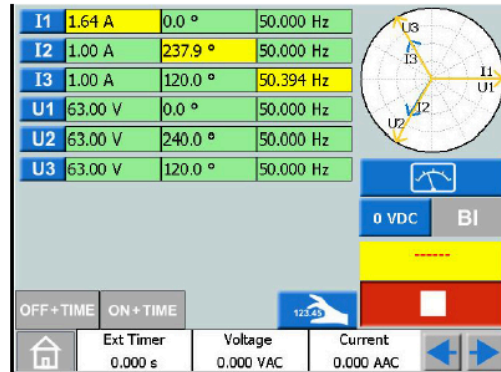 I1 1.64 A 0.0 ° 50.000 Hz
I2 1.00 A 237.9 ° 50.000 Hz
I3 1.00 A 120.0 ° 50.394 Hz
U1 63.00 V 0.0 ° 50.000 Hz
U2 63.00 V 240.0 ° 50.000 Hz
U3 63.00 V 120.0 ° 50.000 Hz
U3
I3
I1
U1
I2
U2
0 VDC BI
------
OFF+TIME ON+TIME 123.45
Ext Timer Voltage Current
0.000 s 0.000 VAC 0.000 AAC